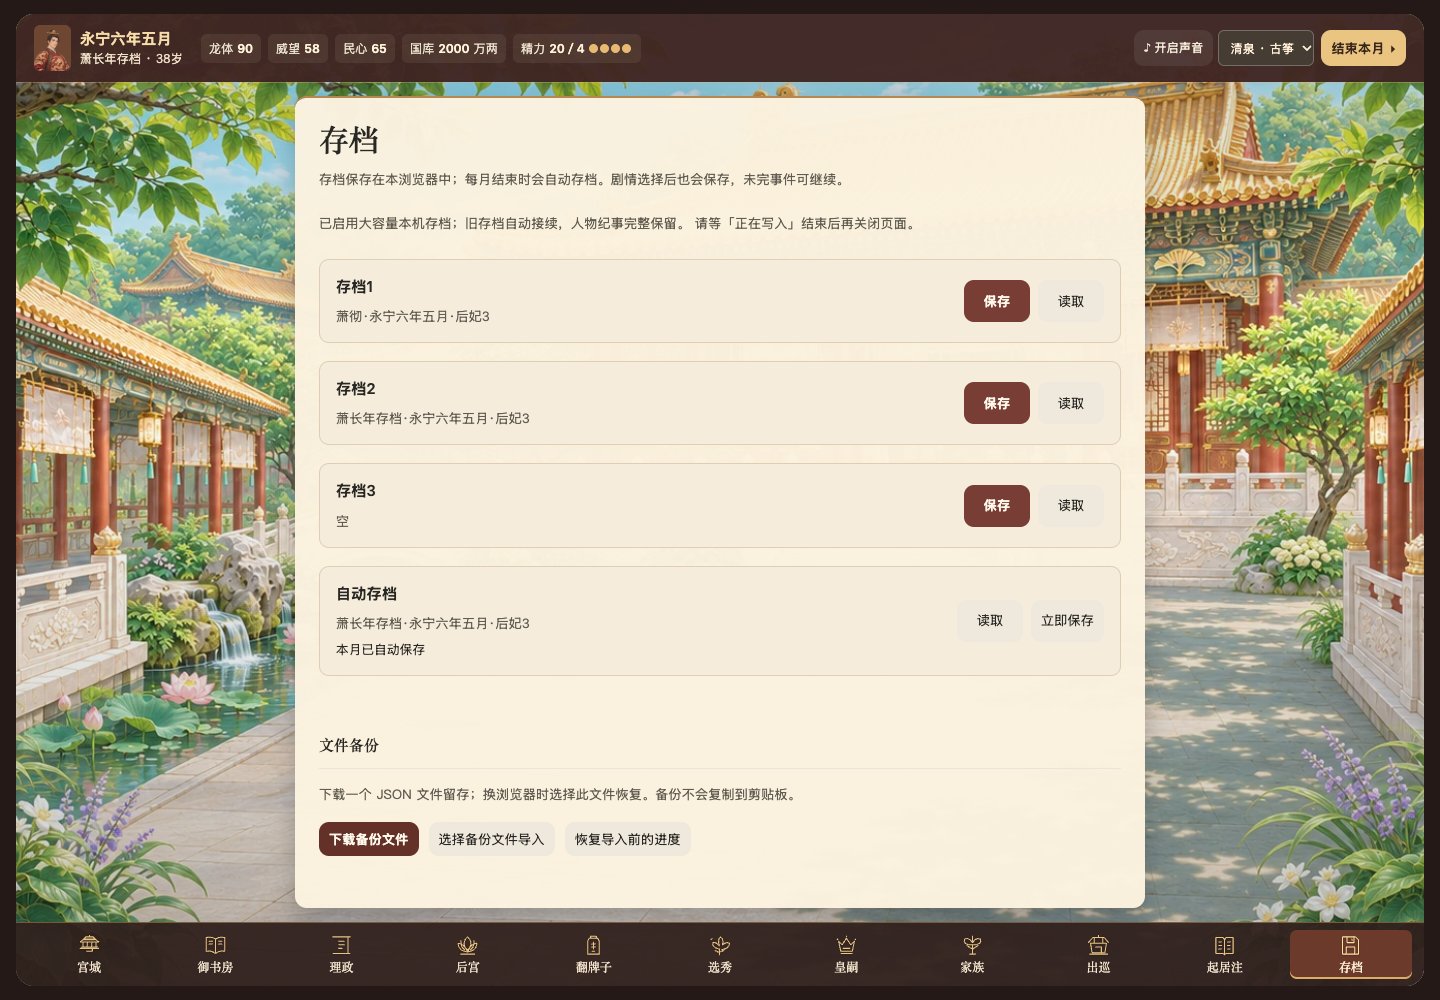 永宁六年五月
萧长年存档 · 38岁
龙体 90
威望 58
民心 65
国库 2000 万两
精力 20 / 4
♪ 开启声音
清泉 · 古筝
结束本月 ▸
存档
存档保存在本浏览器中；每月结束时会自动存档。剧情选择后也会保存，未完事件可继续。
已启用大容量本机存档；旧存档自动接续，人物纪事完整保留。 请等「正在写入」结束后再关闭页面。
存档1
萧彻·永宁六年五月·后妃3
保存
读取
存档2
萧长年存档·永宁六年五月·后妃3
保存
读取
存档3
空
保存
读取
自动存档
萧长年存档·永宁六年五月·后妃3
本月已自动保存
读取
立即保存
文件备份
下载一个 JSON 文件留存；换浏览器时选择此文件恢复。备份不会复制到剪贴板。
下载备份文件
选择备份文件导入
恢复导入前的进度
宫城
御书房
理政
后宫
翻牌子
选秀
皇嗣
家族
出巡
起居注
存档